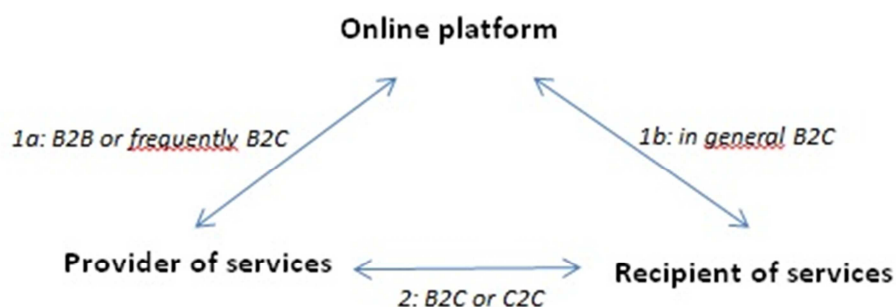 Online platform
1a: B2B or frequently B2C
1b: in general B2C
Provider of services
Recipient of services
2: B2C or C2C